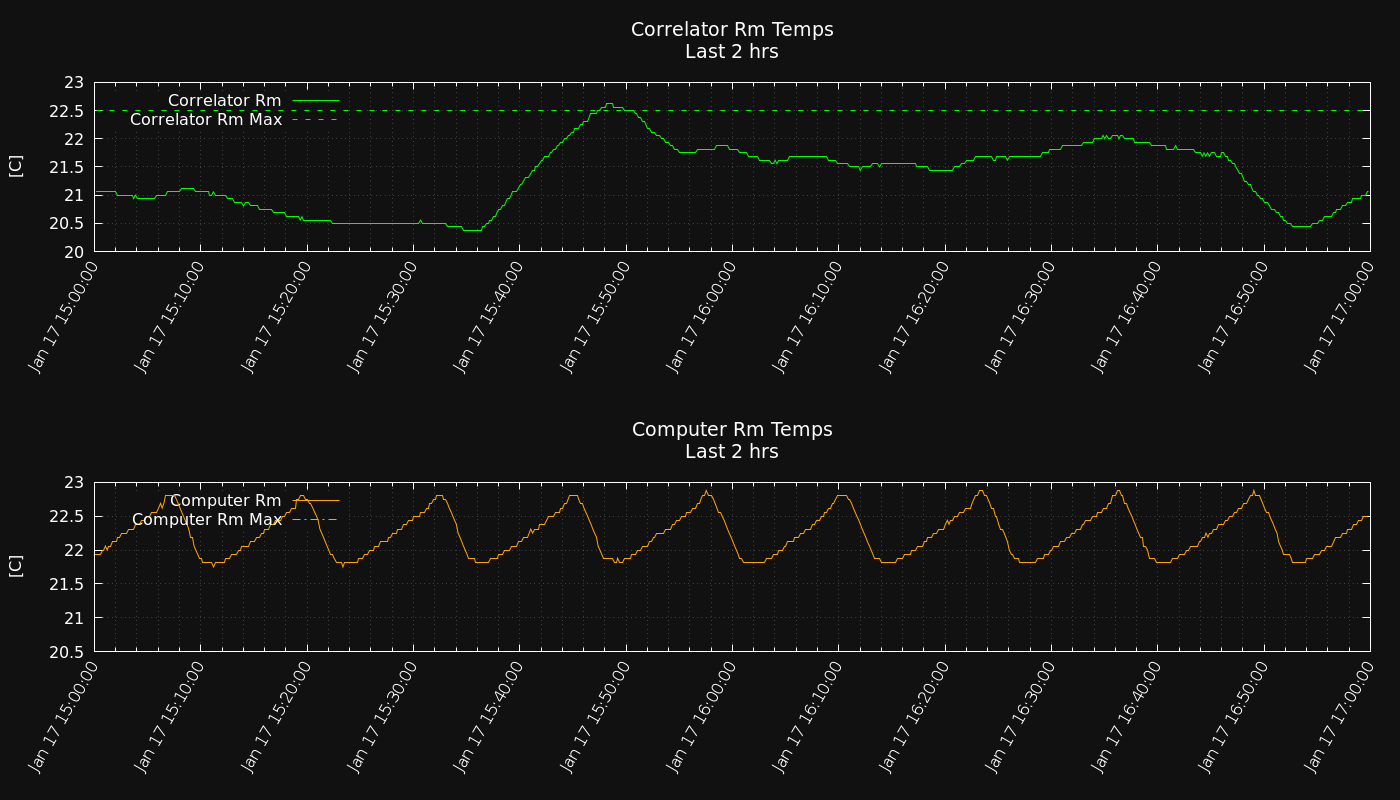 Correlator Rm Temps
Last 2 hrs
[C]
23
22.5
22
21.5
21
20.5
20
Correlator Rm
Correlator Rm Max
Jan 17 15:00:00
Jan 17 15:10:00
Jan 17 15:20:00
Jan 17 15:30:00
Jan 17 15:40:00
Jan 17 15:50:00
Jan 17 16:00:00
Jan 17 16:10:00
Jan 17 16:20:00
Jan 17 16:30:00
Jan 17 16:40:00
Jan 17 16:50:00
Jan 17 17:00:00
Computer Rm Temps
Last 2 hrs
[C]
23
22.5
22
21.5
21
20.5
Computer Rm
Computer Rm Max
Jan 17 15:00:00
Jan 17 15:10:00
Jan 17 15:20:00
Jan 17 15:30:00
Jan 17 15:40:00
Jan 17 15:50:00
Jan 17 16:00:00
Jan 17 16:10:00
Jan 17 16:20:00
Jan 17 16:30:00
Jan 17 16:40:00
Jan 17 16:50:00
Jan 17 17:00:00